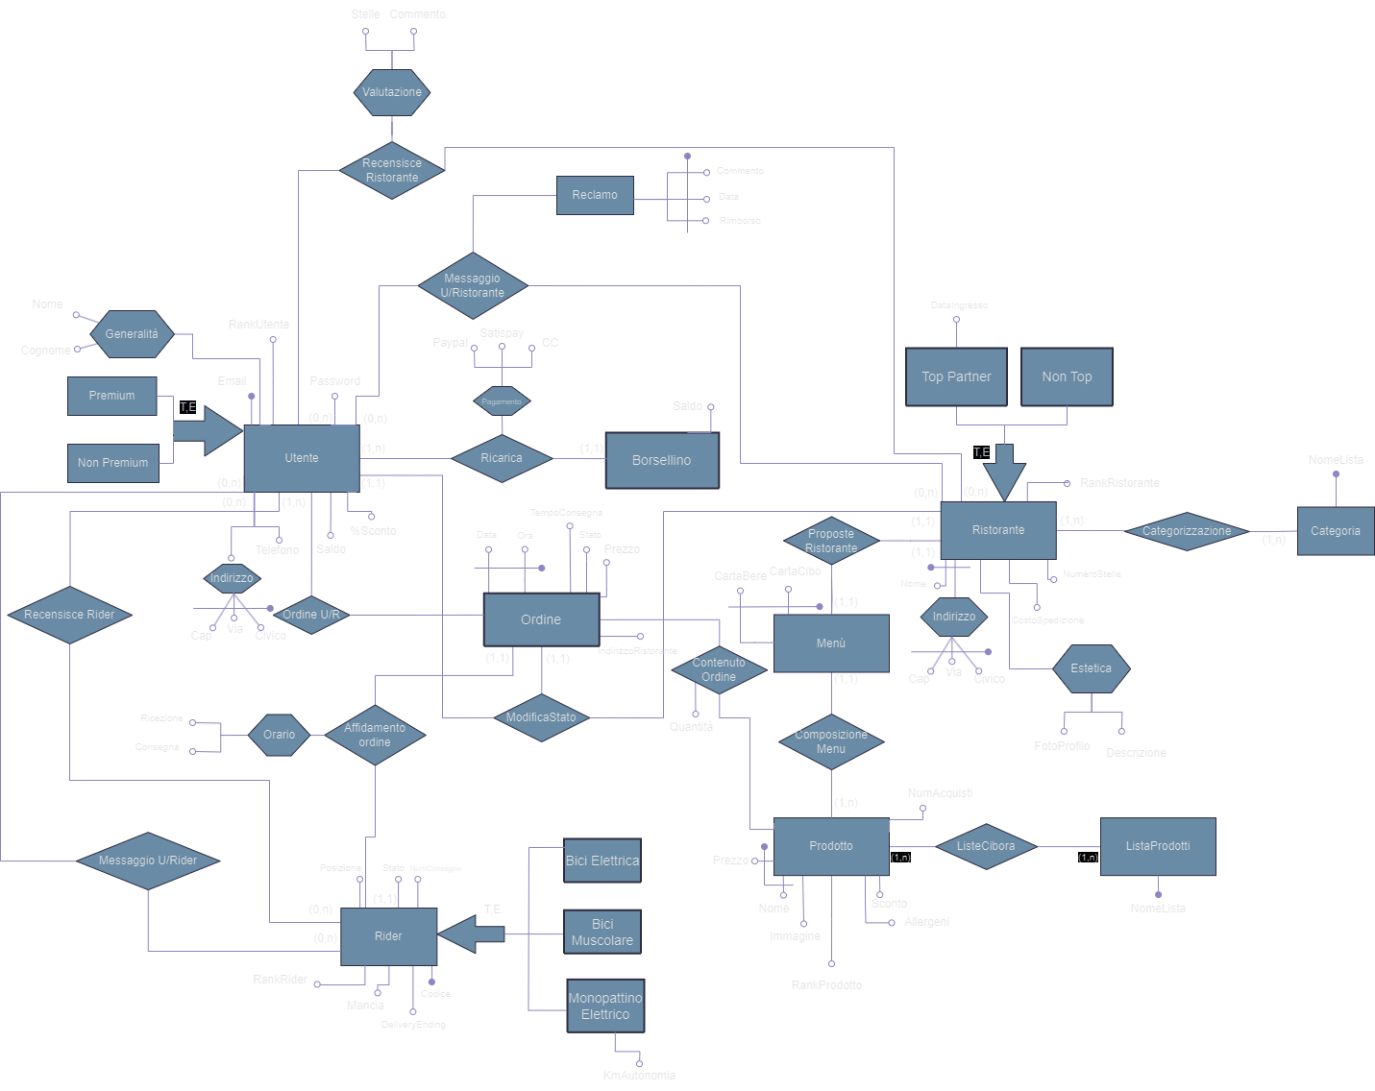 Stelle Commento
Valutazione
Recensisce
Ristorante
Reclamo
Commento
Data
Rimborso
Messaggio
U/Ristorante
Nome
Generalità
Cognome
RankUtente
Email
Password
Premium
T,E
Non Premium
Utente
(0,n)
(0,n)
(1,n)
(1,1)
(0,n)
(0,n)
(1,n)
Paypal
Satispay
CC
Pagamento
Ricarica
(1,1)
Borsellino
Saldo
DataIngresso
Top Partner
Non Top
T,E
(0,n)
(0,n)
RankRistorante
NomeLista
Ristorante
(1,1)
(1,1)
(1,n)
Categorizzazione
(1,n)
Categoria
Proposte
Ristorante
Nome
NumeroStelle
CostoSpedizione
Indirizzo
Cap
Via
Civico
Estetica
FotoProfilo
Descrizione
Telefono
Saldo
%Sconto
Indirizzo
Cap
Via
Civico
Recensisce Rider
Ordine U/R
TempoConsegna
Data
Ora
Stato
Prezzo
Ordine
IndirizzoRistorante
(1,1)
(1,1)
CartaBere
CartaCibo
(1,1)
Menù
(1,1)
Contenuto
Ordine
Quantità
Composizione
Menu
(1,n)
ModificaStato
Affidamento
ordine
Orario
Ricezione
Consegna
Messaggio U/Rider
NumAcquisti
Prodotto
(1,n)
ListeCibora
(1,n)
ListaProdotti
NomeLista
Prezzo
Nome
Immagine
RankProdotto
Sconto
Allergeni
Posizione
Stato
NumConsegne
(1,1)
(0,n)
(0,n)
Rider
T,E
Bici Elettrica
Bici
Muscolare
Monopattino
Elettrico
KmAutonomia
RankRider
Mancia
Codice
DeliveryEnding